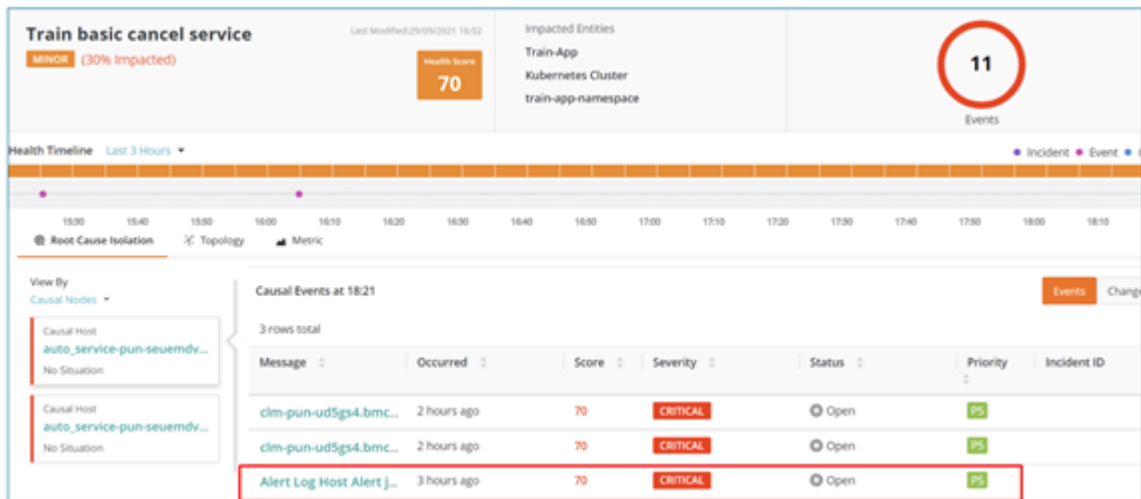 Train basic cancel service
Last Modified:29/09/2021 16:02
MINOR (30% Impacted)
Health Score
70
Impacted Entities
Train-App
Kubernetes Cluster
train-app-namespace
11
Events
Health Timeline Last 3 Hours
Incident Event
15:30 15:40 15:50 16:00 16:10 16:20 16:30 16:40 16:50 17:00 17:10 17:20 17:30 17:40 17:50 18:00 18:10
Root Cause Isolation Topology Metric
View By
Causal Nodes
Causal Host
auto_service-pun-seuemdv...
No Situation
Causal Host
auto_service-pun-seuemdv...
No Situation
Causal Events at 18:21
Events Change
3 rows total
Message Occurred Score Severity Status Priority Incident ID
clm-pun-ud5gs4.bmc... 2 hours ago 70 CRITICAL Open P5
clm-pun-ud5gs4.bmc... 2 hours ago 70 CRITICAL Open P5
Alert Log Host Alert j... 3 hours ago 70 CRITICAL Open P5